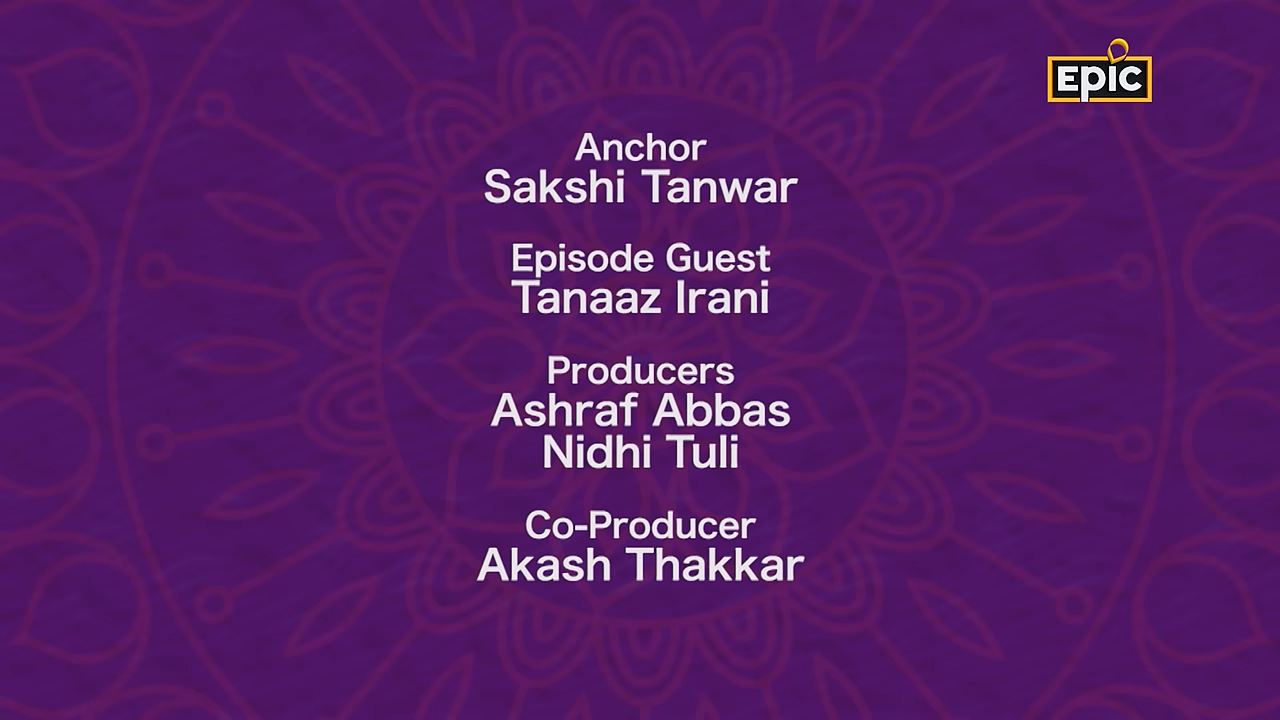 EPIC
Anchor
Sakshi Tanwar
Episode Guest
Tanaaz Irani
Producers
Ashraf Abbas
Nidhi Tuli
Co-Producer
Akash Thakkar